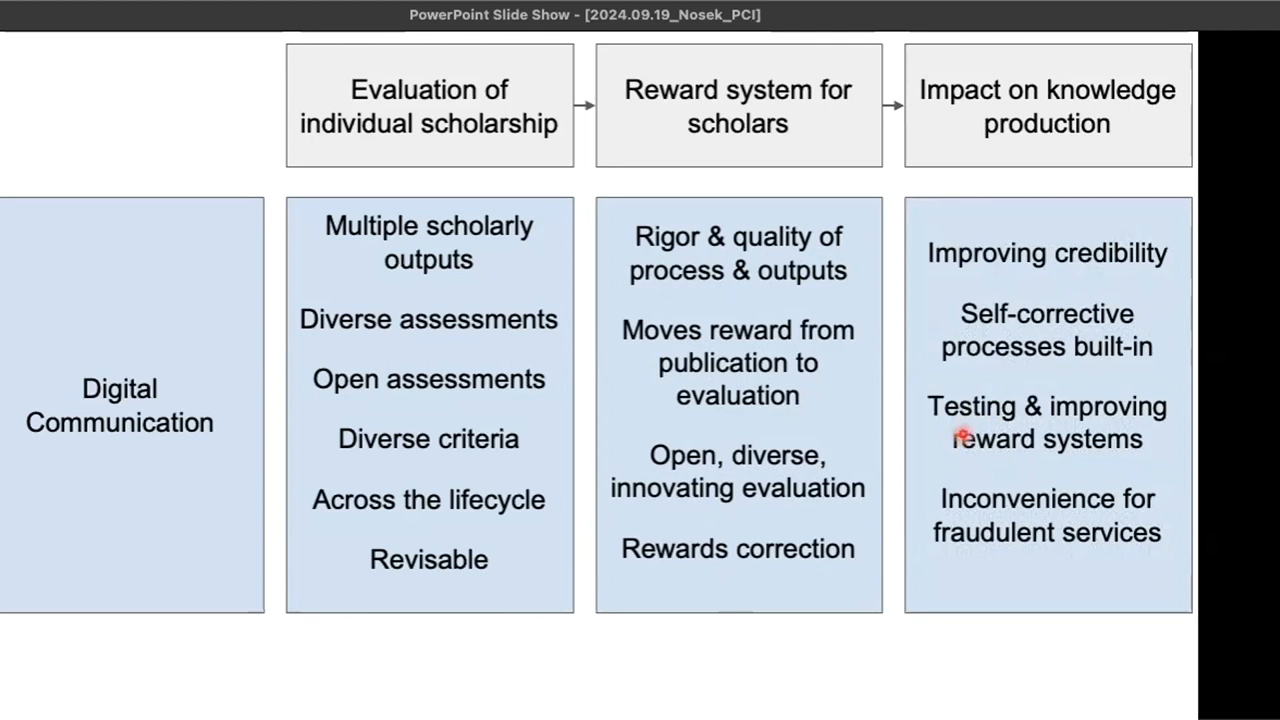 PowerPoint Slide Show - [2024.09.19_Nosek_PCI]
Evaluation of
individual scholarship
Reward system for
scholars
Impact on knowledge
production
Digital
Communication
Multiple scholarly
outputs
Diverse assessments
Open assessments
Diverse criteria
Across the lifecycle
Revisable
Rigor & quality of
process & outputs
Moves reward from
publication to
evaluation
Open, diverse,
innovating evaluation
Rewards correction
Improving credibility
Self-corrective
processes built-in
Testing & improving
reward systems
Inconvenience for
fraudulent services